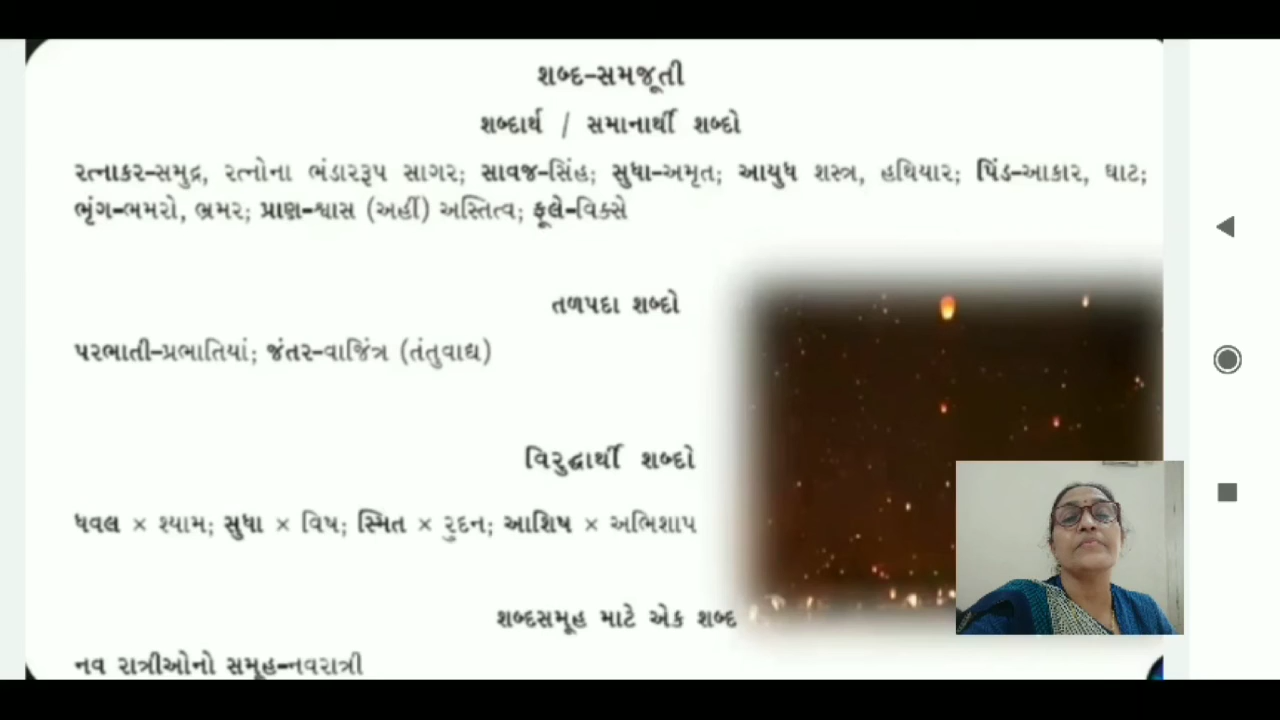 શબ્દ-સમજૂતી
શબ્દાર્થ / સમાનાર્થી શબ્દો
રત્નાકર-સમુદ્ર, રત્નોના ભંડારરૂપ સાગર; સાવજ-સિંહ; સુધા-અમૃત; આયુધ શસ્ત્ર, હથિયાર; પિંડ-આકાર, ઘાટ;
ભૃંગ-ભમરો, ભ્રમર; પ્રાણ-શ્વાસ (અહીં) અસ્તિત્વ; ફૂલે-વિકસે
તળપદા શબ્દો
પરભાતી-પ્રભાતિયાં; જંતર-વાજિંત્ર (તંતુવાદ્ય)
વિરુદ્ધાર્થી શબ્દો
ધવલ × શ્યામ; સુધા × વિષ; સ્મિત × રુદન; આશિષ × અભિશાપ
શબ્દસમૂહ માટે એક શબ્દ
નવ રાત્રીઓનો સમૂહ-નવરાત્રી